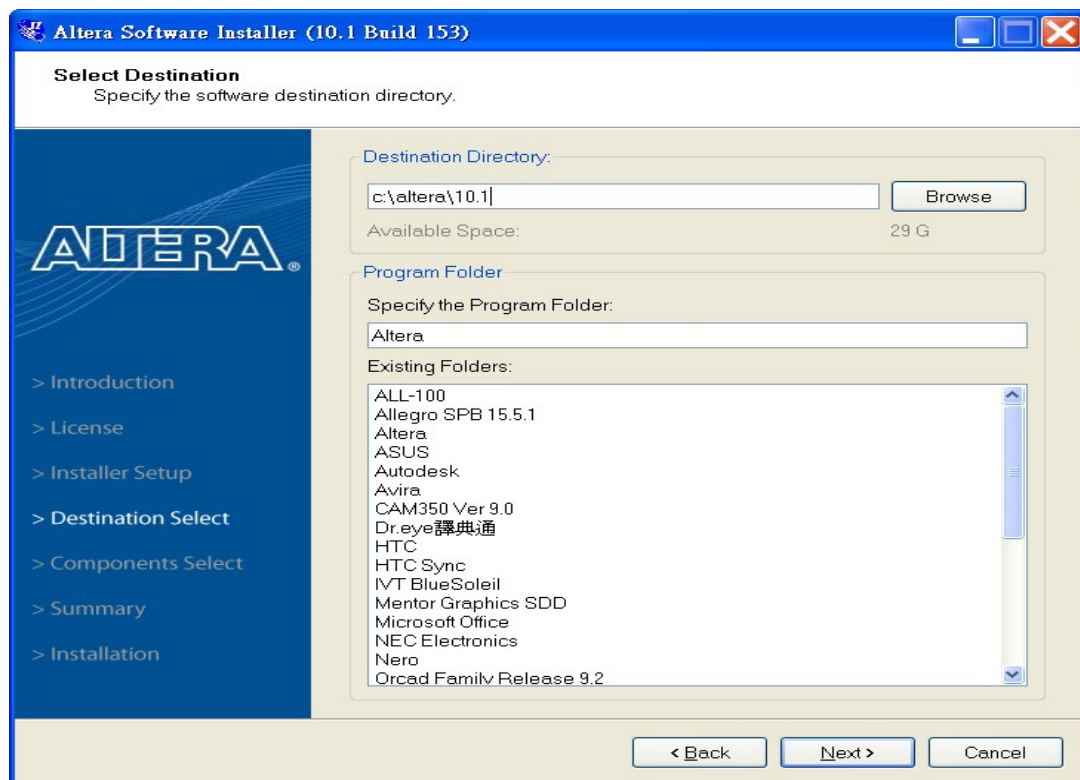 Altera Software Installer (10.1 Build 153)
Select Destination
Specify the software destination directory.
ALTERA®
> Introduction
> License
> Installer Setup
> Destination Select
> Components Select
> Summary
> Installation
Destination Directory:
c:\altera\10.1
Browse
Available Space: 29 G
Program Folder
Specify the Program Folder:
Altera
Existing Folders:
ALL-100
Allegro SPB 15.5.1
Altera
ASUS
Autodesk
Avira
CAM350 Ver 9.0
Dr.eye譯典通
HTC
HTC Sync
IVT BlueSoleil
Mentor Graphics SDD
Microsoft Office
NEC Electronics
Nero
Orcad Family Release 9.2
< Back Next > Cancel